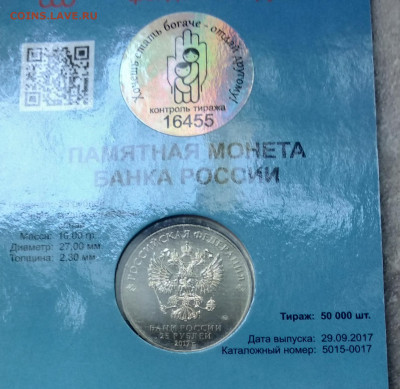 COINS.LAVE.RU
Хочешь стать богаче - отдай другому!
контроль тиража
16455
ПАМЯТНАЯ МОНЕТА
БАНКА РОССИИ
Масса: 10,00 гр.
Диаметр: 27,00 мм.
Толщина: 2.30 мм.
РОССИЙСКАЯ ФЕДЕРАЦИЯ
БАНК РОССИИ
25 РУБЛЕЙ
2017 г.
Тираж: 50 000 шт.
Дата выпуска: 29.09.2017
Каталожный номер: 5015-0017